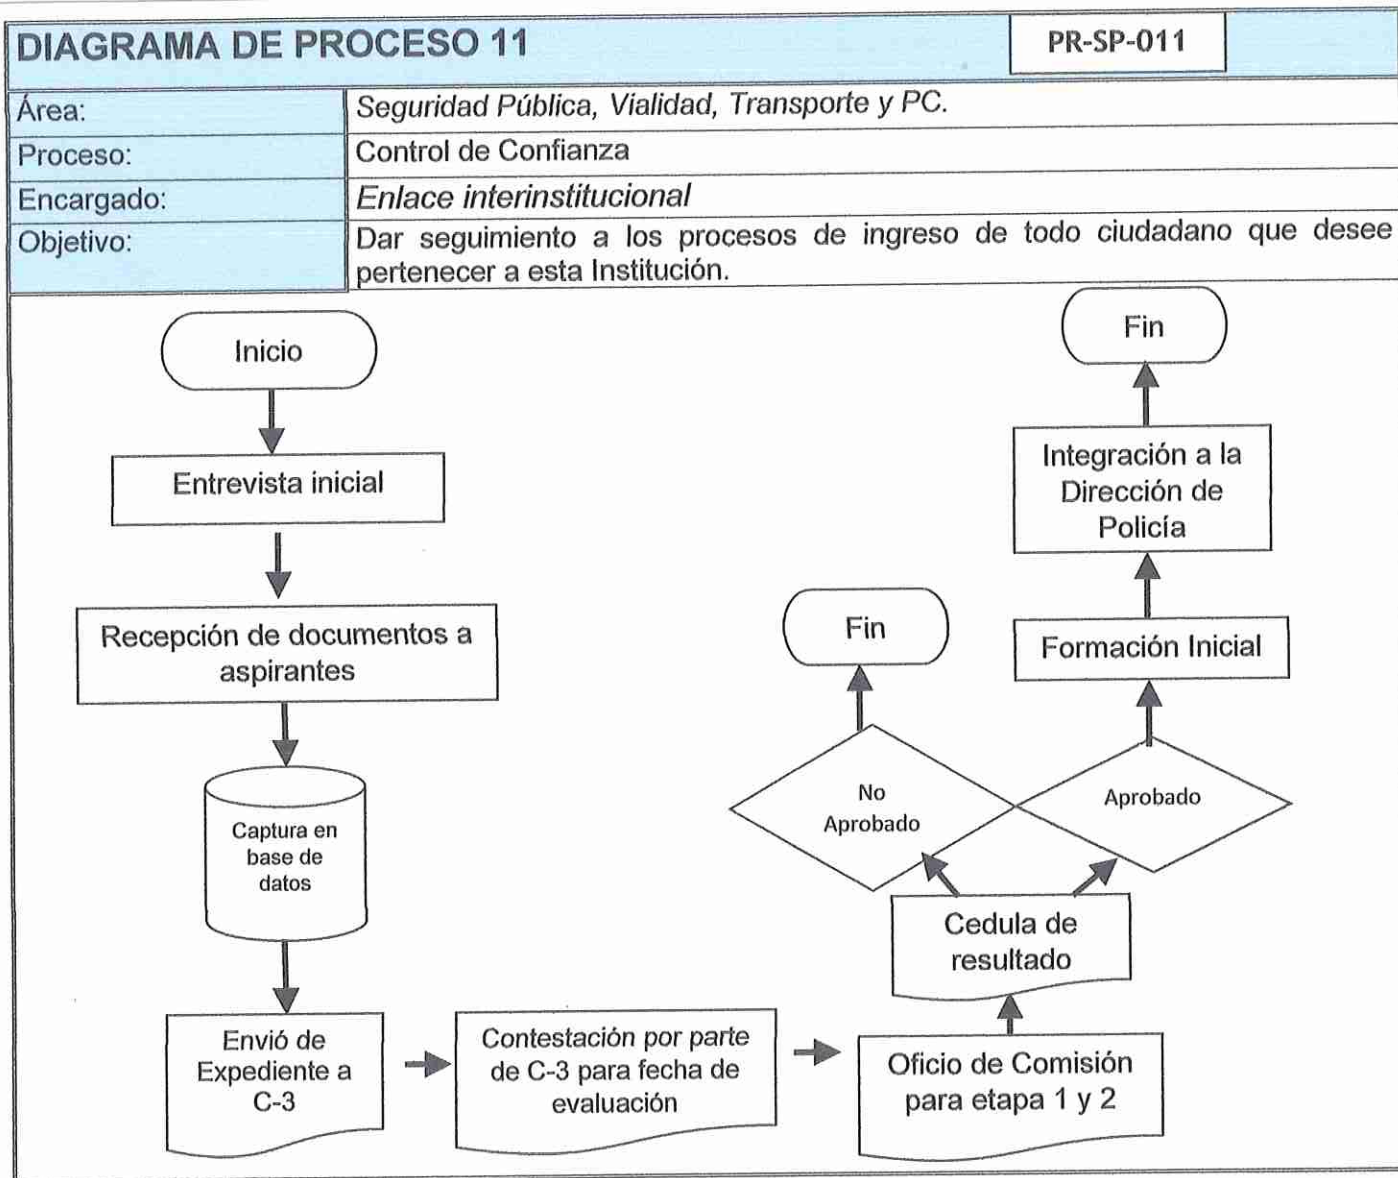 DIAGRAMA DE PROCESO 11
PR-SP-011
Área:
Seguridad Pública, Vialidad, Transporte y PC.
Proceso:
Control de Confianza
Encargado:
Enlace interinstitucional
Objetivo:
Dar seguimiento a los procesos de ingreso de todo ciudadano que desee
pertenecer a esta Institución.
Inicio
Entrevista inicial
Recepción de documentos a
aspirantes
Captura en
base de
datos
Envió de
Expediente a
C-3
Contestación por parte
de C-3 para fecha de
evaluación
Oficio de Comisión
para etapa 1 y 2
Cedula de
resultado
No
Aprobado
Fin
Aprobado
Formación Inicial
Integración a la
Dirección de
Policía
Fin